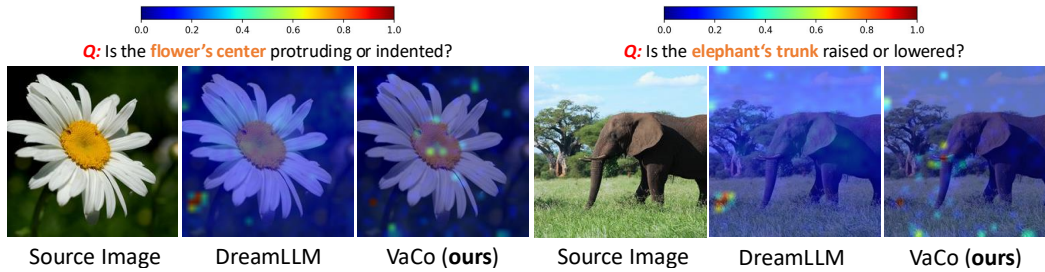 0.0 0.2 0.4 0.6 0.8 1.0
Q: Is the flower's center protruding or indented?
Source Image
DreamLLM
VaCo (ours)
0.0 0.2 0.4 0.6 0.8 1.0
Q: Is the elephant‘s trunk raised or lowered?
Source Image
DreamLLM
VaCo (ours)